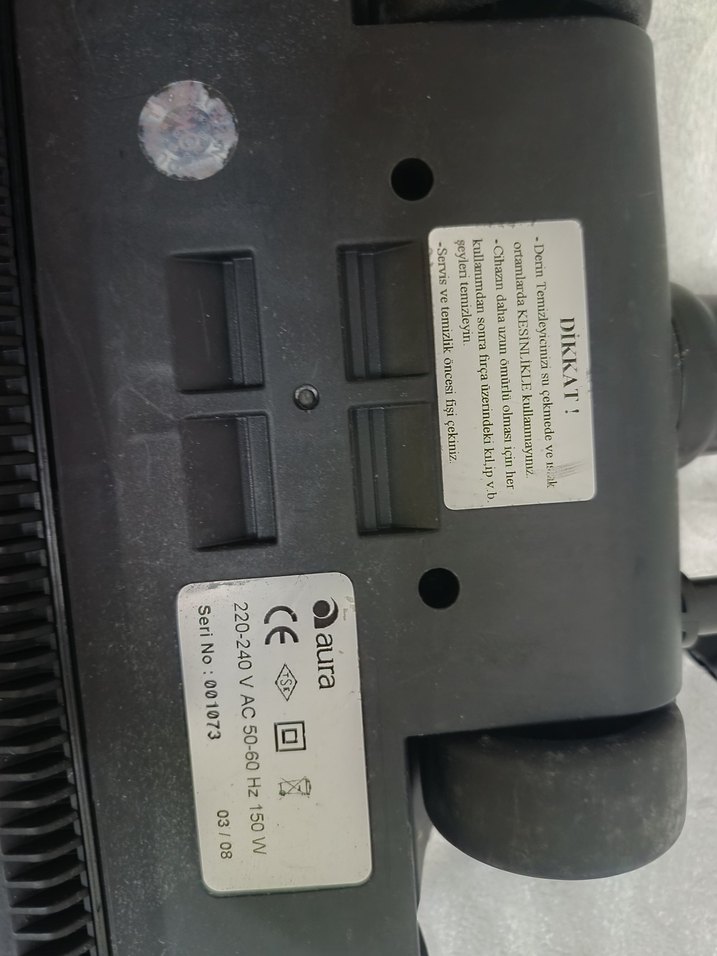 DİKKAT !
-Derin Temizleyicinizi su çekmede ve ıslak
ortamlarda KESİNLİKLE kullanmayınız.
-Cihazın daha uzun ömürlü olması için her
kullanımdan sonra fırça üzerindeki kıl,ip v.b.
şeyleri temizleyin.
-Servis ve temizlik öncesi fişi çekiniz.
aura
CE TSE
220-240 V AC 50-60 Hz 150 W
Seri No : 001073
03 / 08